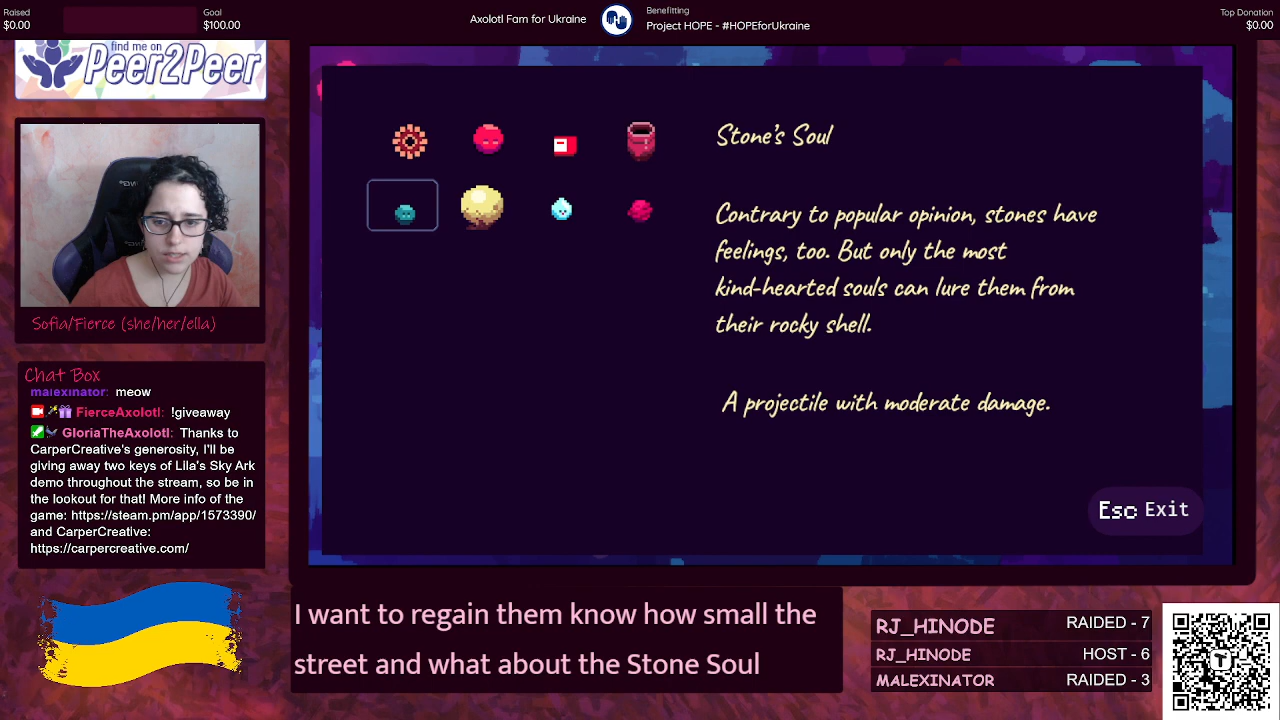 Raised
$0.00
Goal
$100.00
Axolotl Fam for Ukraine
Benefitting
Project HOPE - #HOPEforUkraine
Top Donation
$0.00
find me on
Peer2Peer
Sofia/Fierce (she/her/ella)
Chat Box
malexinator: meow
FierceAxolotl: !giveaway
GloriaTheAxolotl: Thanks to
CarperCreative's generosity, I'll be
giving away two keys of Lila's Sky Ark
demo throughout the stream, so be in
the lookout for that! More info of the
game: https://steam.pm/app/1573390/
and CarperCreative:
https://carpercreative.com/
Stone's Soul
Contrary to popular opinion, stones have
feelings, too. But only the most
kind-hearted souls can lure them from
their rocky shell.
A projectile with moderate damage.
Esc Exit
I want to regain them know how small the
street and what about the Stone Soul
RJ_HINODE RAIDED - 7
RJ_HINODE HOST - 6
MALEXINATOR RAIDED - 3